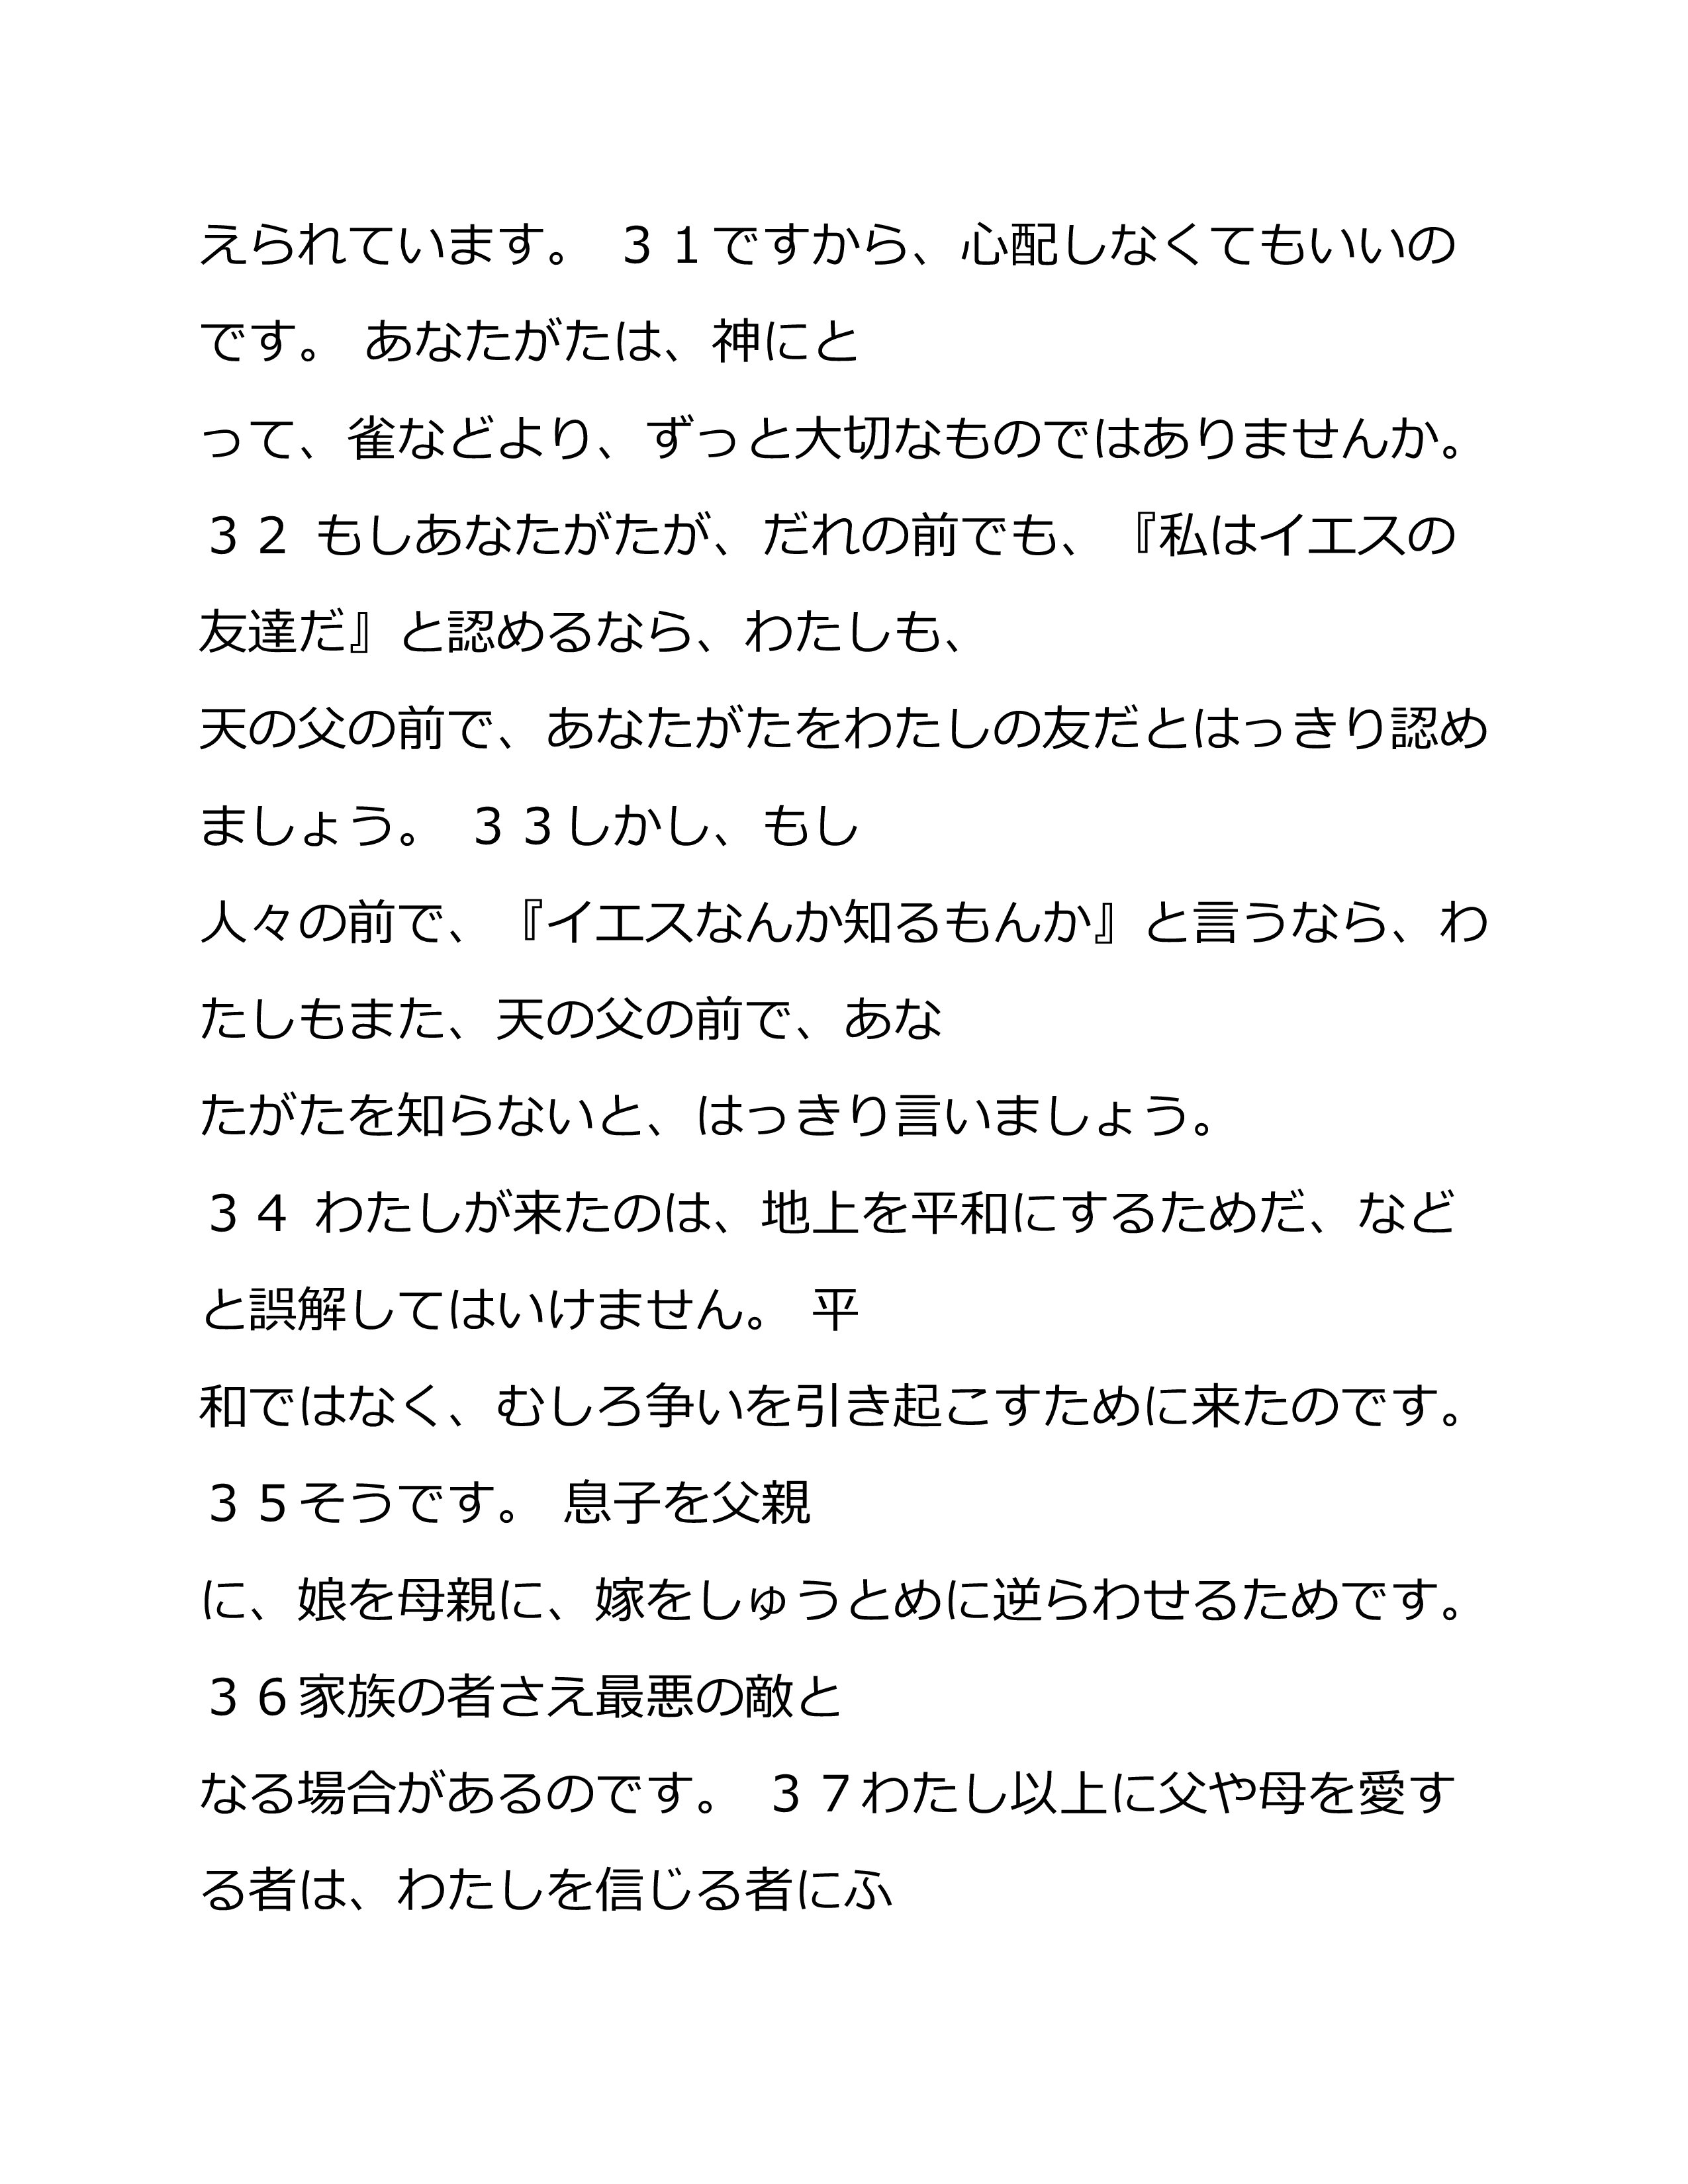 えられています。 ３１ですから、心配しなくてもいいの
です。 あなたがたは、神にと
って、雀などより、ずっと大切なものではありませんか。
３２ もしあなたがたが、だれの前でも、『私はイエスの
友達だ』と認めるなら、わたしも、
天の父の前で、あなたがたをわたしの友だとはっきり認め
ましょう。 ３３しかし、もし
人々の前で、『イエスなんか知るもんか』と言うなら、わ
たしもまた、天の父の前で、あな
たがたを知らないと、はっきり言いましょう。
３４ わたしが来たのは、地上を平和にするためだ、など
と誤解してはいけません。 平
和ではなく、むしろ争いを引き起こすために来たのです。
３５そうです。 息子を父親
に、娘を母親に、嫁をしゅうとめに逆らわせるためです。
３６家族の者さえ最悪の敵と
なる場合があるのです。 ３７わたし以上に父や母を愛す
る者は、わたしを信じる者にふ